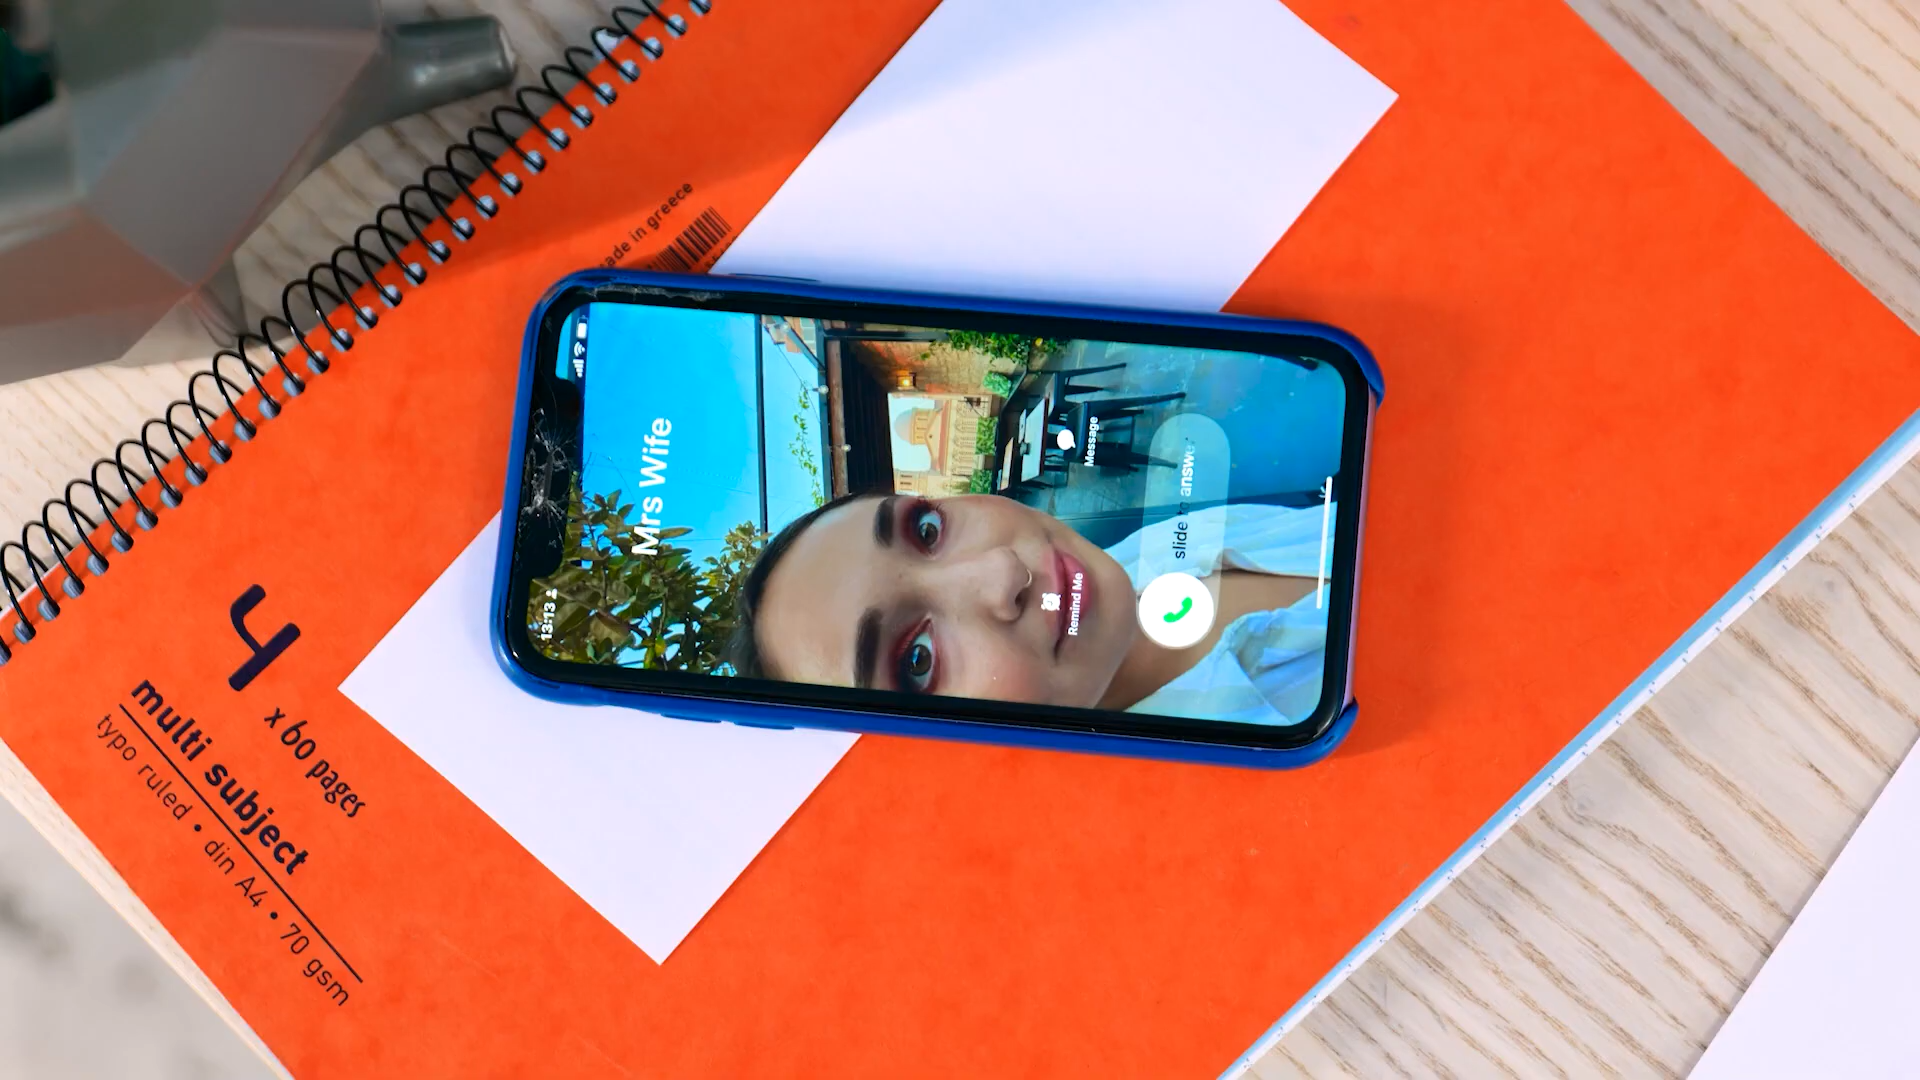 made in greece
4
x 60 pages
multi subject
typo ruled • din A4 • 70 gsm
13:13
Mrs Wife
Remind Me
Message
slide to answer